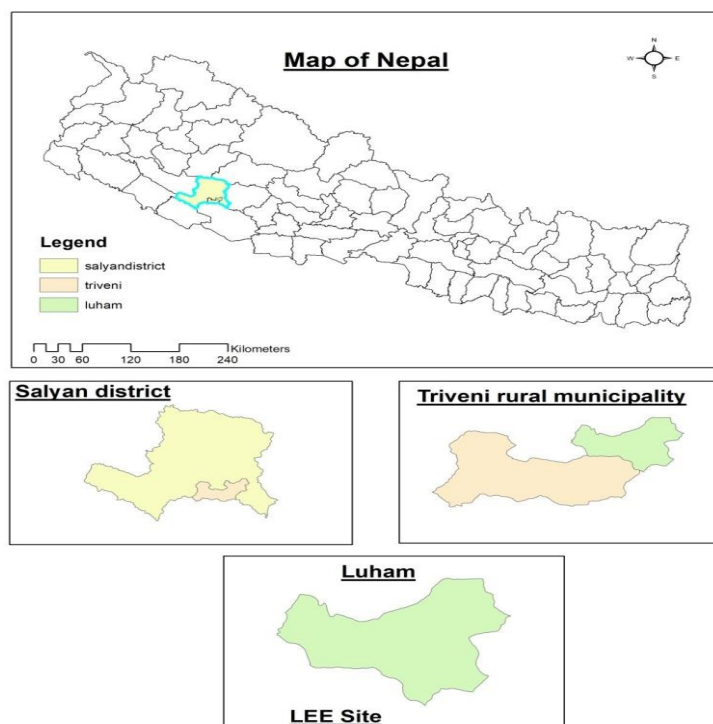 Map of Nepal
N
W E
S
Legend
salyandistrict
triveni
luham
Kilometers
0 30 60 120 180 240
Salyan district
Triveni rural municipality
Luham
LEE Site